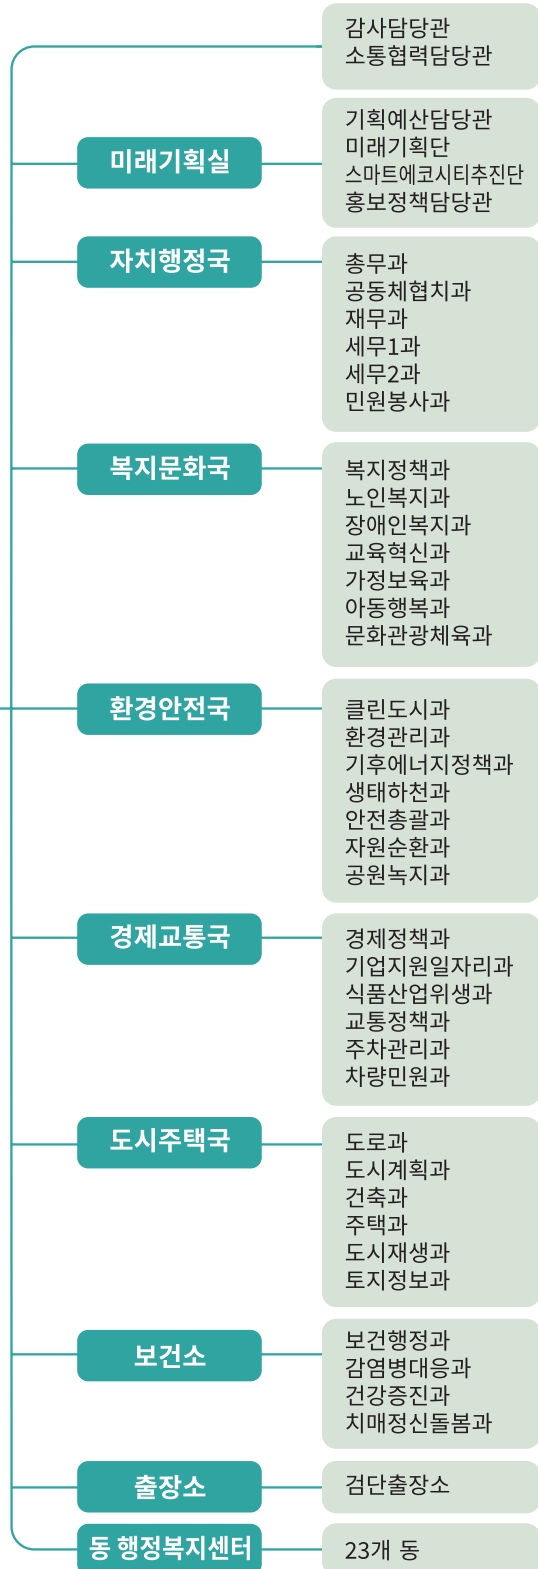 감사담당관
소통협력담당관
미래기획실
기획예산담당관
미래기획단
스마트에코시티추진단
홍보정책담당관
자치행정국
총무과
공동체협치과
재무과
세무1과
세무2과
민원봉사과
복지문화국
복지정책과
노인복지과
장애인복지과
교육혁신과
가정보육과
아동행복과
문화관광체육과
환경안전국
클린도시과
환경관리과
기후에너지정책과
생태하천과
안전총괄과
자원순환과
공원녹지과
경제교통국
경제정책과
기업지원일자리과
식품산업위생과
교통정책과
주차관리과
차량민원과
도시주택국
도로과
도시계획과
건축과
주택과
도시재생과
토지정보과
보건소
보건행정과
감염병대응과
건강증진과
치매정신돌봄과
출장소
검단출장소
동 행정복지센터
23개 동